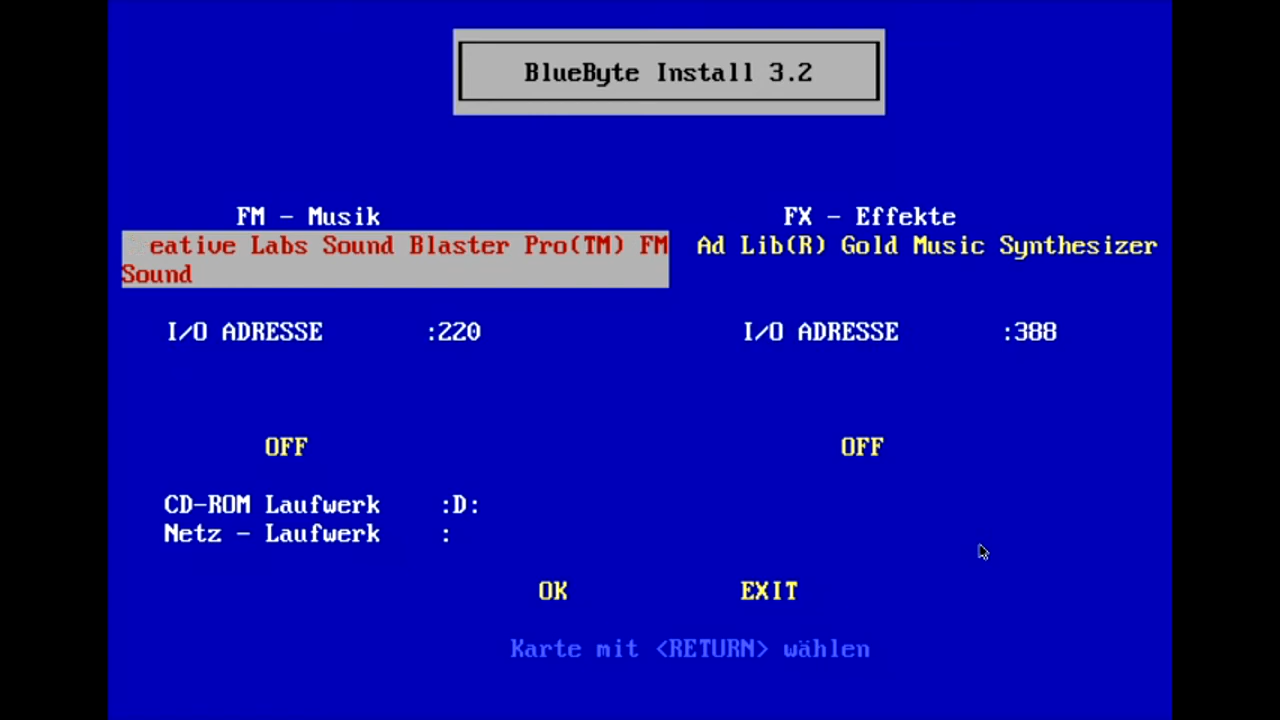 BlueByte Install 3.2
FM - Musik FX - Effekte
eative Labs Sound Blaster Pro(TM) FM Ad Lib(R) Gold Music Synthesizer
Sound
I/O ADRESSE :220 I/O ADRESSE :388
OFF OFF
CD-ROM Laufwerk :D:
Netz - Laufwerk :
OK EXIT
Karte mit <RETURN> wählen